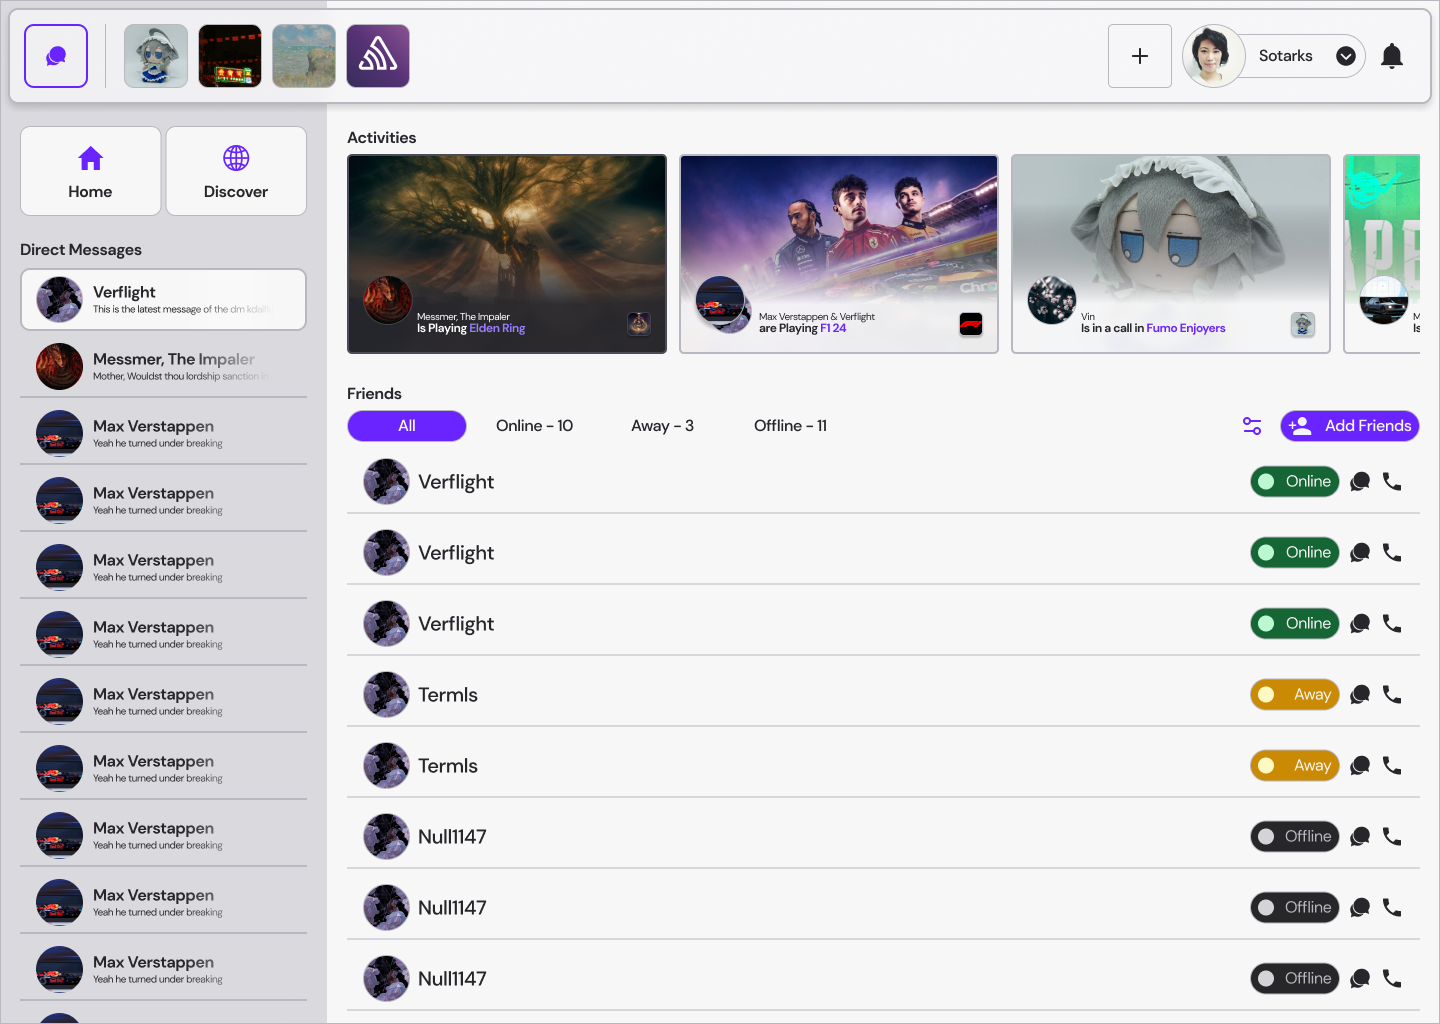 Sotarks
Home
Discover
Direct Messages
Verflight
This is the latest message of the dm
Messmer, The Impaler
Mother, Wouldst thou lordship sanction in
Max Verstappen
Yeah he turned under breaking
Max Verstappen
Yeah he turned under breaking
Max Verstappen
Yeah he turned under breaking
Max Verstappen
Yeah he turned under breaking
Max Verstappen
Yeah he turned under breaking
Max Verstappen
Yeah he turned under breaking
Max Verstappen
Yeah he turned under breaking
Max Verstappen
Yeah he turned under breaking
Max Verstappen
Yeah he turned under breaking
Activities
Messmer, The Impaler
Is Playing Elden Ring
Max Verstappen & Verflight
are Playing F1 24
Vin
Is in a call in Fumo Enjoyers
Friends
All
Online - 10
Away - 3
Offline - 11
Add Friends
Verflight
Online
Verflight
Online
Verflight
Online
Termls
Away
Termls
Away
Null1147
Offline
Null1147
Offline
Null1147
Offline